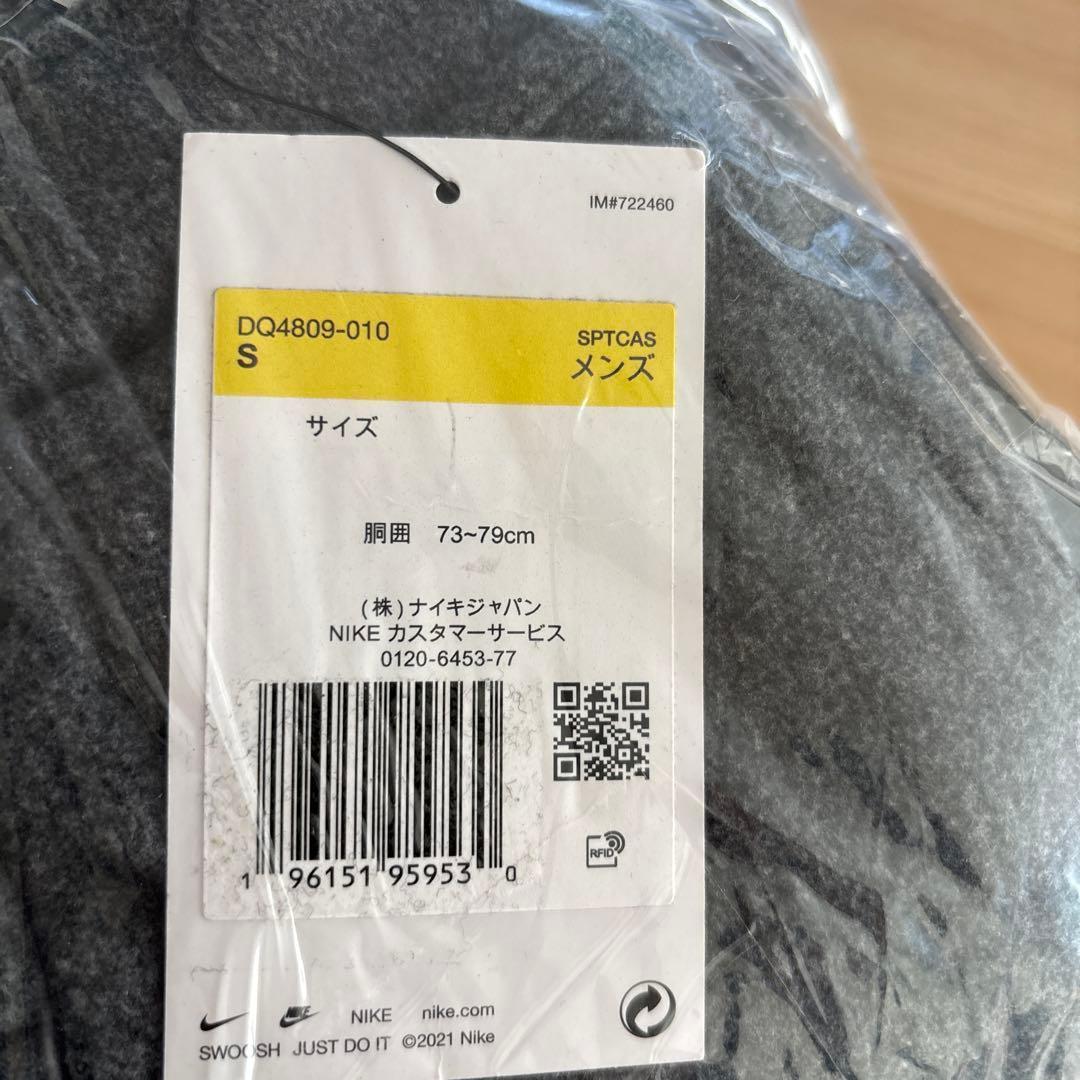 IM#722460
DQ4809-010
S
SPTCAS
メンズ
サイズ
胴囲 73~79cm
(株)ナイキジャパン
NIKE カスタマーサービス
0120-6453-77
RFID
1 96151 95953 0
NIKE nike.com
SWOOSH JUST DO IT ©2021 Nike